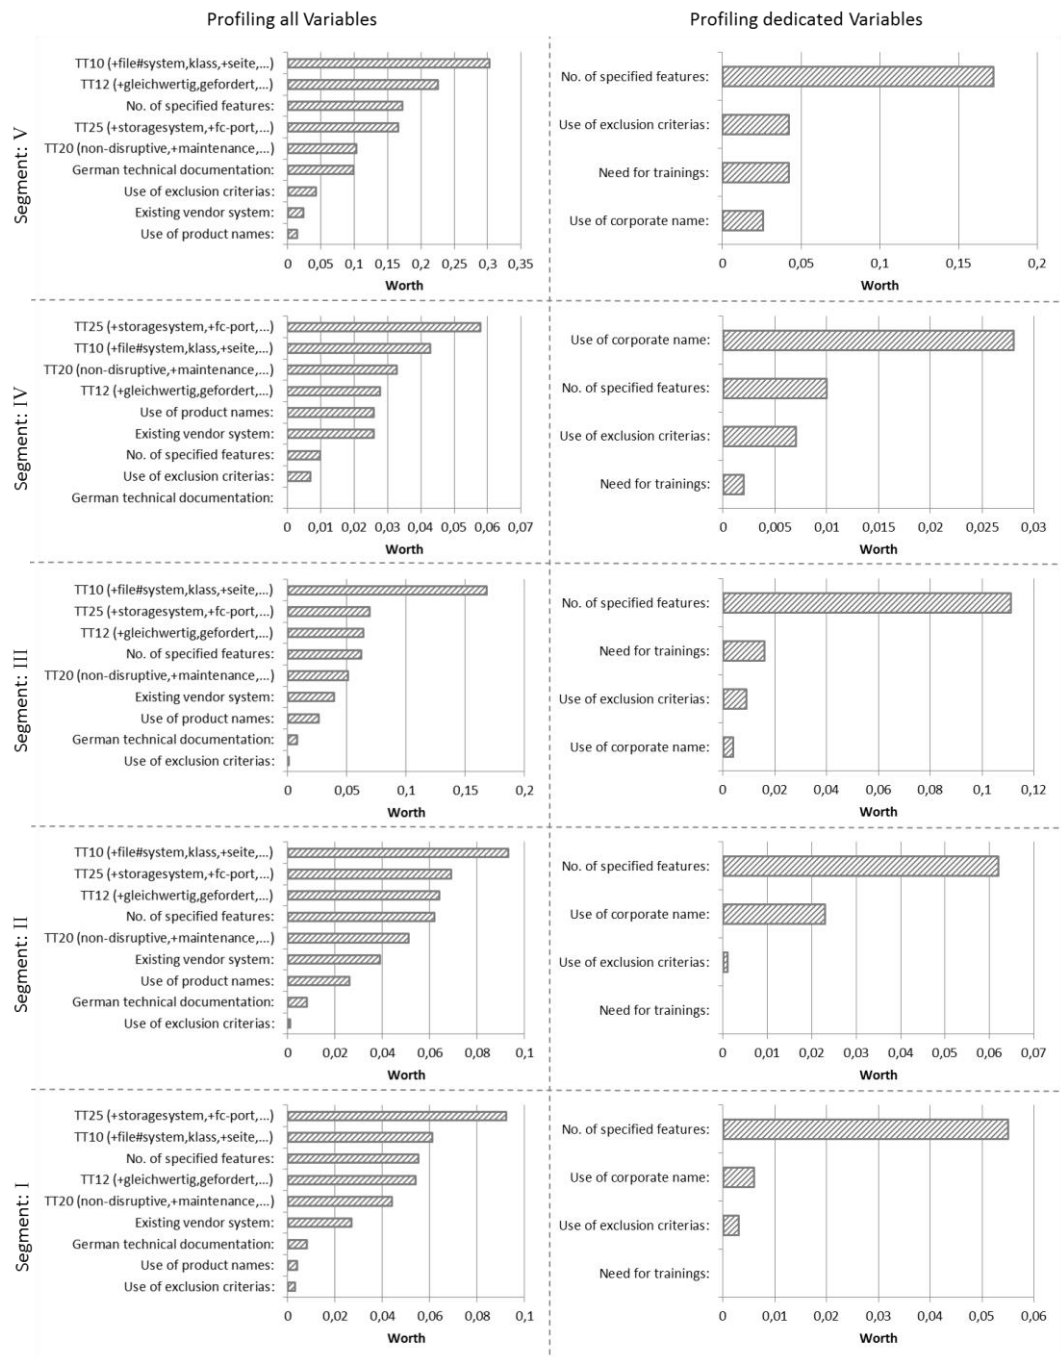 Profiling all Variables
Profiling dedicated Variables
Segment: V
TT10 (+file#system,klass,+seite,...)
TT12 (+gleichwertig,gefordert,...)
No. of specified features:
TT25 (+storagesystem,+fc-port,...)
TT20 (non-disruptive,+maintenance,...)
German technical documentation:
Use of exclusion criterias:
Existing vendor system:
Use of product names:
0 0,05 0,1 0,15 0,2 0,25 0,3 0,35
Worth
No. of specified features:
Use of exclusion criterias:
Need for trainings:
Use of corporate name:
0 0,05 0,1 0,15 0,2
Worth
Segment: IV
TT25 (+storagesystem,+fc-port,...)
TT10 (+file#system,klass,+seite,...)
TT20 (non-disruptive,+maintenance,...)
TT12 (+gleichwertig,gefordert,...)
Use of product names:
Existing vendor system:
No. of specified features:
Use of exclusion criterias:
German technical documentation:
0 0,01 0,02 0,03 0,04 0,05 0,06 0,07
Worth
Use of corporate name:
No. of specified features:
Use of exclusion criterias:
Need for trainings:
0 0,005 0,01 0,015 0,02 0,025 0,03
Worth
Segment: III
TT10 (+file#system,klass,+seite,...)
TT25 (+storagesystem,+fc-port,...)
TT12 (+gleichwertig,gefordert,...)
No. of specified features:
TT20 (non-disruptive,+maintenance,...)
Existing vendor system:
Use of product names:
German technical documentation:
Use of exclusion criterias:
0 0,05 0,1 0,15 0,2
Worth
No. of specified features:
Need for trainings:
Use of exclusion criterias:
Use of corporate name:
0 0,02 0,04 0,06 0,08 0,1 0,12
Worth
Segment: II
TT10 (+file#system,klass,+seite,...)
TT25 (+storagesystem,+fc-port,...)
TT12 (+gleichwertig,gefordert,...)
No. of specified features:
TT20 (non-disruptive,+maintenance,...)
Existing vendor system:
Use of product names:
German technical documentation:
Use of exclusion criterias:
0 0,02 0,04 0,06 0,08 0,1
Worth
No. of specified features:
Use of corporate name:
Use of exclusion criterias:
Need for trainings:
0 0,01 0,02 0,03 0,04 0,05 0,06 0,07
Worth
Segment: I
TT25 (+storagesystem,+fc-port,...)
TT10 (+file#system,klass,+seite,...)
No. of specified features:
TT12 (+gleichwertig,gefordert,...)
TT20 (non-disruptive,+maintenance,...)
Existing vendor system:
German technical documentation:
Use of product names:
Use of exclusion criterias:
0 0,02 0,04 0,06 0,08 0,1
Worth
No. of specified features:
Use of corporate name:
Use of exclusion criterias:
Need for trainings:
0 0,01 0,02 0,03 0,04 0,05 0,06
Worth